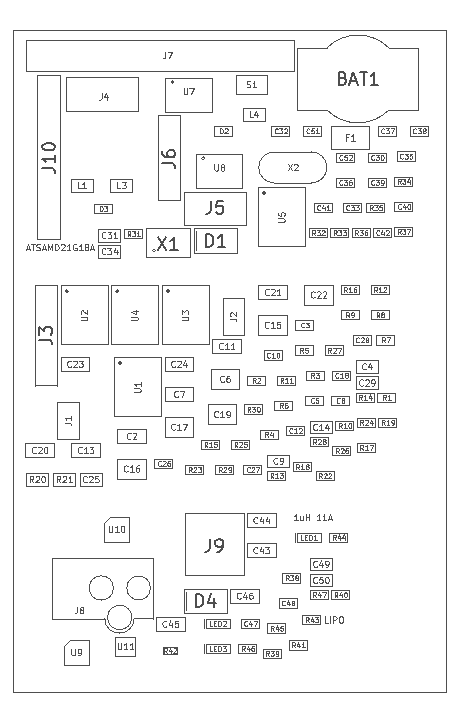 J7
BAT1
J4 U7 S1
L4
D2 C32 C51 F1 C37 C38
J10 J6 U8 X2 C52 C30 C35
L1 L3 C36 C39 R34
D3 J5 U5 C41 C33 R35 C40
C31 R31 X1 D1 R32 R33 R36 C42 R37
ATSAMD21G18A
C34
C21 C22 R16 R12
J3 U2 U4 U3 J2 C15 C3 R9 R8
C11 C10 R5 R27 C28 R7
C23 U1 C24 C6 R2 R11 R3 C18 C4
C29
C7 C5 C8 R14 R1
J1 C19 R30 R6
C17 R4 C12 C14 R10 R24 R19
C2 R28
C20 C13 R15 R25 R26 R17
C16 C26 R23 R29 C27 C9 R18
R20 R21 C25 R13 R22
C44 1uH 11A
U10 J9 C43 LED1 R44
C49
R38 C50
J8 D4 C46 C48 R47 R40
C45 LED2 C47 R45 R43 LIPO
U9 U11 R42 LED3 R46 R39 R41